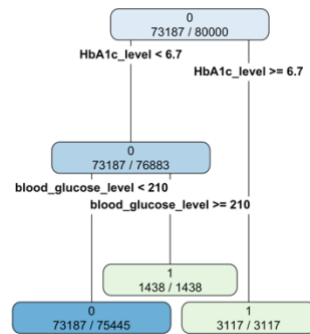 0
73187 / 80000
HbA1c_level < 6.7
HbA1c_level >= 6.7
0
73187 / 76883
blood_glucose_level < 210
blood_glucose_level >= 210
1
1438 / 1438
0
73187 / 75445
1
3117 / 3117